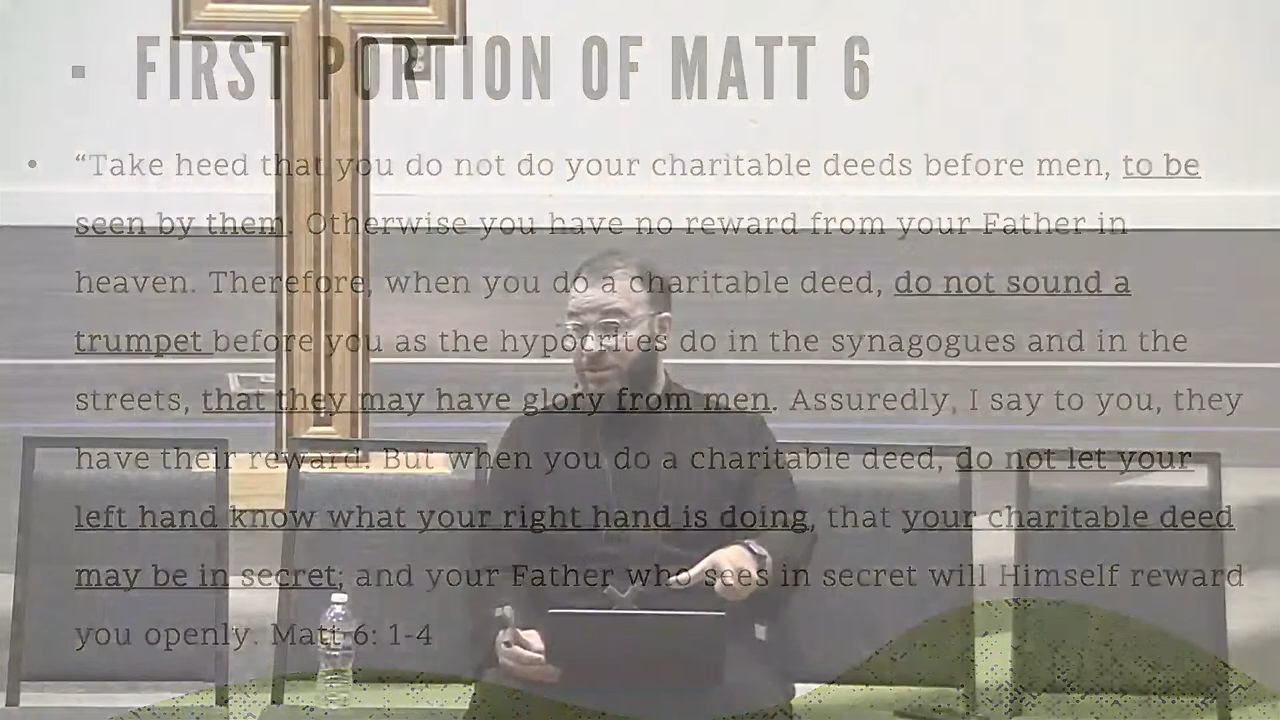 ▪ FIRST PORTION OF MATT 6
• “Take heed that you do not do your charitable deeds before men, to be
seen by them. Otherwise you have no reward from your Father in
heaven. Therefore, when you do a charitable deed, do not sound a
trumpet before you as the hypocrites do in the synagogues and in the
streets, that they may have glory from men. Assuredly, I say to you, they
have their reward. But when you do a charitable deed, do not let your
left hand know what your right hand is doing, that your charitable deed
may be in secret; and your Father who sees in secret will Himself reward
you openly. Matt 6: 1-4